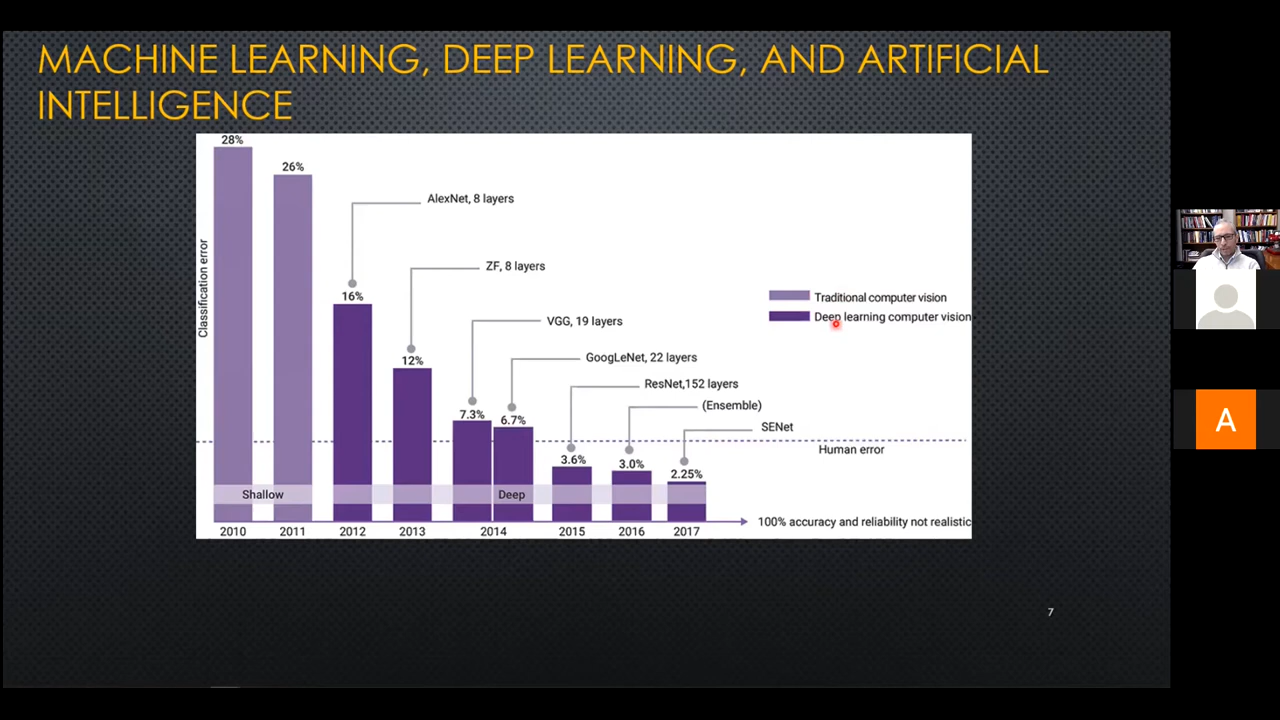 MACHINE LEARNING, DEEP LEARNING, AND ARTIFICIAL
INTELLIGENCE
28%
26%
AlexNet, 8 layers
ZF, 8 layers
16%
Classification error
Traditional computer vision
Deep learning computer vision
VGG, 19 layers
12%
GoogLeNet, 22 layers
ResNet,152 layers
(Ensemble)
7.3%
6.7%
SENet
Human error
3.6%
3.0%
2.25%
Shallow
Deep
100% accuracy and reliability not realistic
2010 2011 2012 2013 2014 2015 2016 2017
7
A